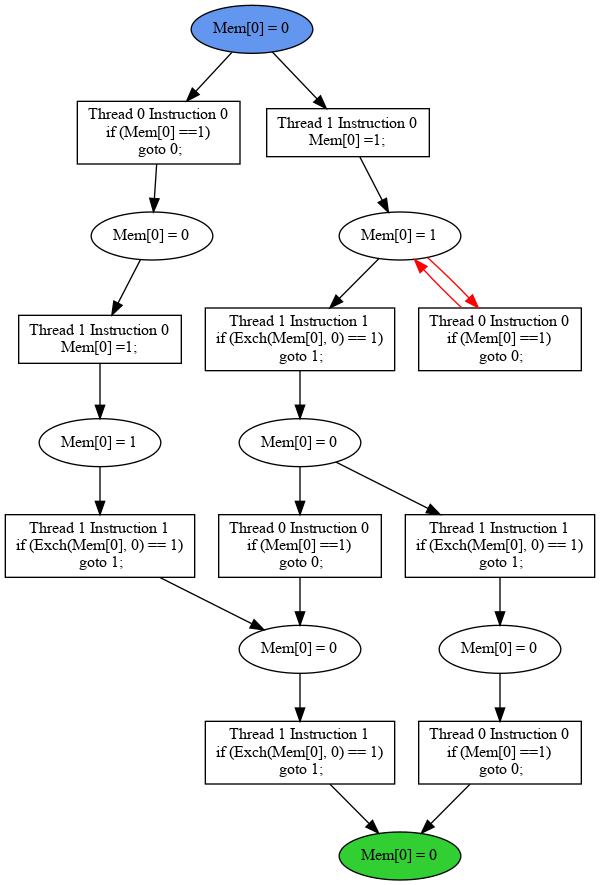 Mem[0] = 0
Thread 0 Instruction 0
if (Mem[0] ==1)
goto 0;
Thread 1 Instruction 0
Mem[0] =1;
Mem[0] = 0
Mem[0] = 1
Thread 1 Instruction 0
Mem[0] =1;
Thread 1 Instruction 1
if (Exch(Mem[0], 0) == 1)
goto 1;
Thread 0 Instruction 0
if (Mem[0] ==1)
goto 0;
Mem[0] = 1
Mem[0] = 0
Thread 1 Instruction 1
if (Exch(Mem[0], 0) == 1)
goto 1;
Thread 0 Instruction 0
if (Mem[0] ==1)
goto 0;
Thread 1 Instruction 1
if (Exch(Mem[0], 0) == 1)
goto 1;
Mem[0] = 0
Mem[0] = 0
Thread 1 Instruction 1
if (Exch(Mem[0], 0) == 1)
goto 1;
Thread 0 Instruction 0
if (Mem[0] ==1)
goto 0;
Mem[0] = 0